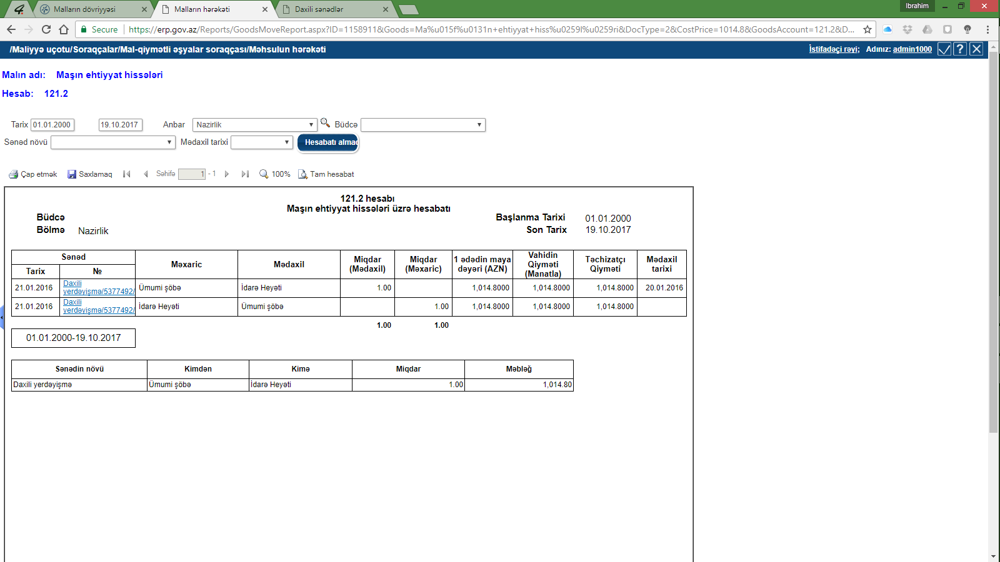 Malların dövriyyəsi
Malların hərəkəti
Daxili sənədlər
Ibrahim
Secure
https://erp.gov.az/Reports/GoodsMoveReport.aspx?ID=1158911&Goods=Ma%u015f%u0131n+ehtiyyat+hiss%u0259l%u0259ri&DocType=2&CostPrice=1014.8&GoodsAccount=121.2&D...
/Maliyyə uçotu/Soraqçalar/Mal-qiymətli əşyalar soraqçası/Məhsulun hərəkəti
İstifadəçi rəyi; Adınız: admin1000
Malın adı: Maşın ehtiyyat hissələri
Hesab: 121.2
Tarix 01.01.2000 19.10.2017 Anbar Nazirlik Büdcə
Sənəd növü Mədaxil tarixi Hesabatı almaq
Çap etmək Saxlamaq Səhifə 1 - 1 100% Tam hesabat
121.2 hesabı
Maşın ehtiyyat hissələri üzrə hesabatı
Büdcə Başlanma Tarixi 01.01.2000
Bölmə Nazirlik Son Tarix 19.10.2017
Sənəd Məxaric Mədaxil Miqdar (Mədaxil) Miqdar (Məxaric) 1 ədədin maya dəyəri (AZN) Vahidin Qiyməti (Manatla) Təchizatçı Qiyməti Mədaxil tarixi
Tarix №
21.01.2016 Daxili yerdəyişmə/5377492/ Ümumi şöbə İdarə Heyəti 1.00 1,014.8000 1,014.8000 1,014.8000 20.01.2016
21.01.2016 Daxili yerdəyişmə/5377492/ İdarə Heyəti Ümumi şöbə 1.00 1,014.8000 1,014.8000 1,014.8000
1.00 1.00
01.01.2000-19.10.2017
Sənədin növü Kimdən Kimə Miqdar Məbləğ
Daxili yerdəyişmə Ümumi şöbə İdarə Heyəti 1.00 1,014.80